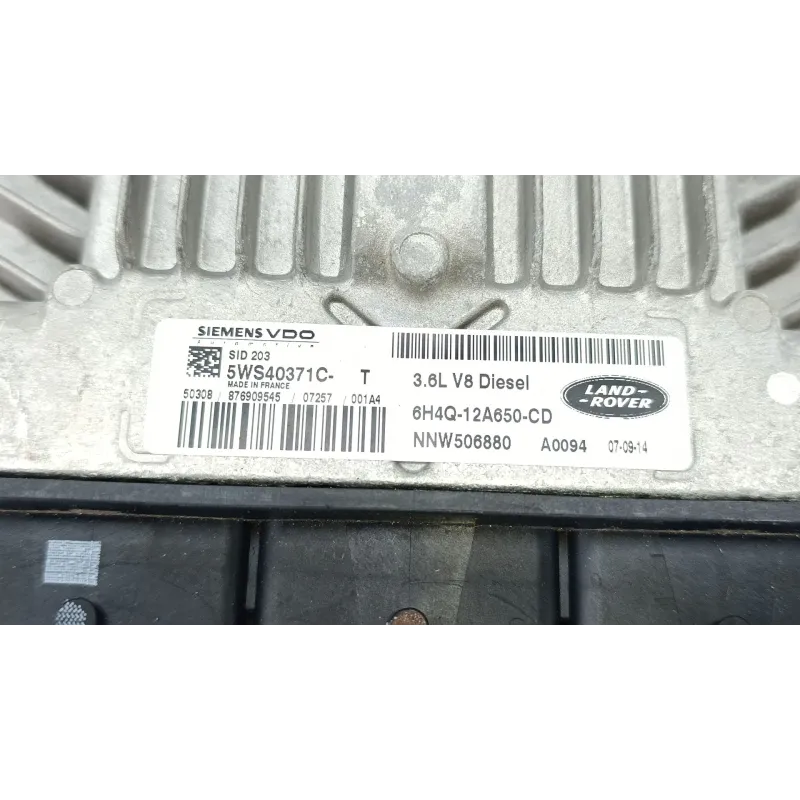 SIEMENS VDO
AUTOMOTIVE
SID 203
5WS40371C- T
MADE IN FRANCE
50308 / 876909545 / 07257 / 001A4
3.6L V8 Diesel
LAND-
-ROVER
6H4Q-12A650-CD
NNW506880 A0094 07-09-14